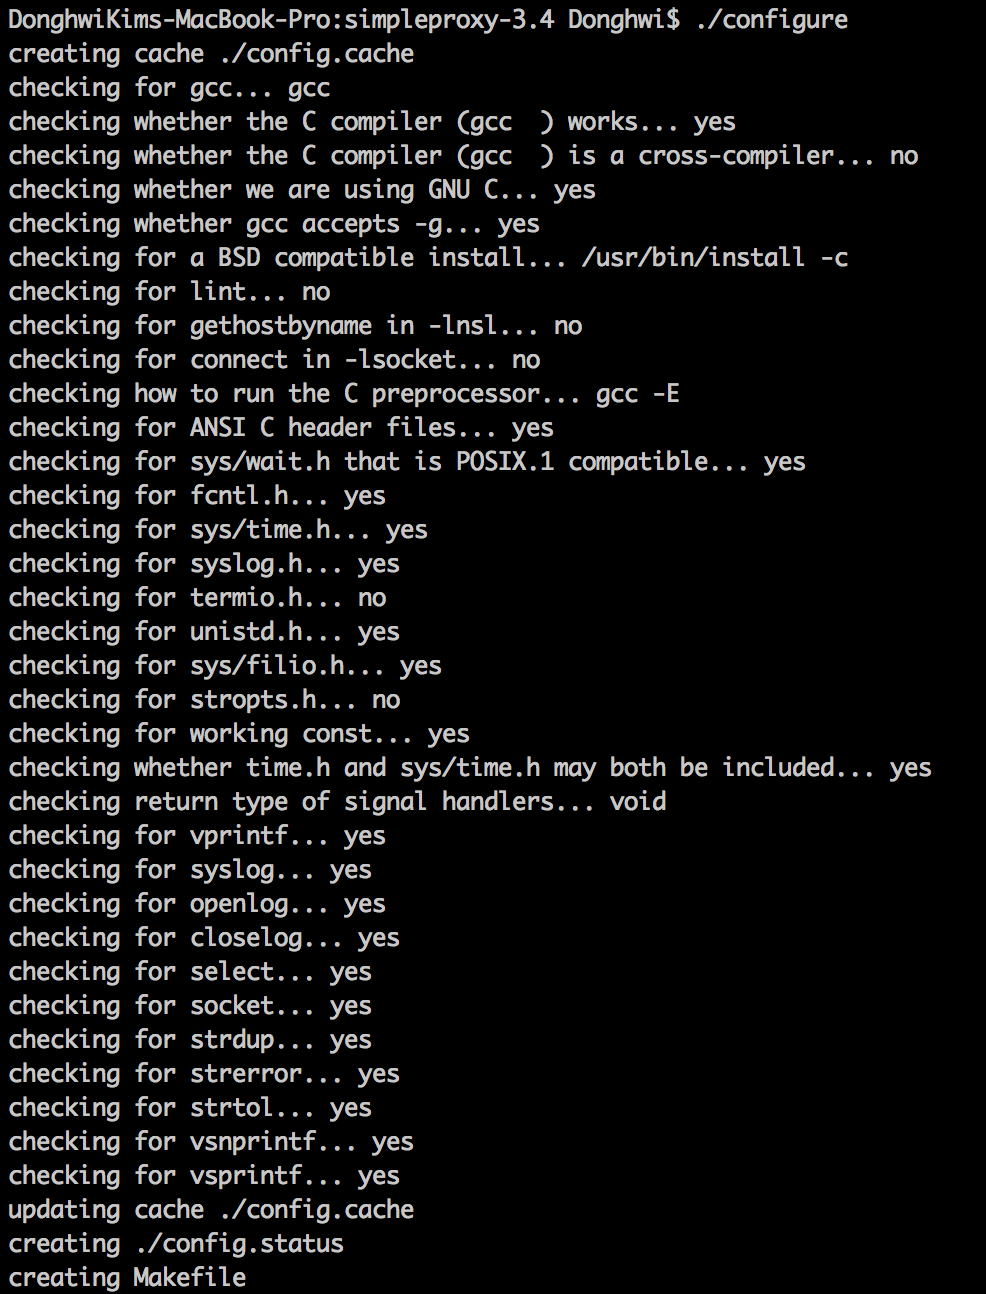 DonghwiKims-MacBook-Pro:simpleproxy-3.4 Donghwi$ ./configure
creating cache ./config.cache
checking for gcc... gcc
checking whether the C compiler (gcc  ) works... yes
checking whether the C compiler (gcc  ) is a cross-compiler... no
checking whether we are using GNU C... yes
checking whether gcc accepts -g... yes
checking for a BSD compatible install... /usr/bin/install -c
checking for lint... no
checking for gethostbyname in -lnsl... no
checking for connect in -lsocket... no
checking how to run the C preprocessor... gcc -E
checking for ANSI C header files... yes
checking for sys/wait.h that is POSIX.1 compatible... yes
checking for fcntl.h... yes
checking for sys/time.h... yes
checking for syslog.h... yes
checking for termio.h... no
checking for unistd.h... yes
checking for sys/filio.h... yes
checking for stropts.h... no
checking for working const... yes
checking whether time.h and sys/time.h may both be included... yes
checking return type of signal handlers... void
checking for vprintf... yes
checking for syslog... yes
checking for openlog... yes
checking for closelog... yes
checking for select... yes
checking for socket... yes
checking for strdup... yes
checking for strerror... yes
checking for strtol... yes
checking for vsnprintf... yes
checking for vsprintf... yes
updating cache ./config.cache
creating ./config.status
creating Makefile